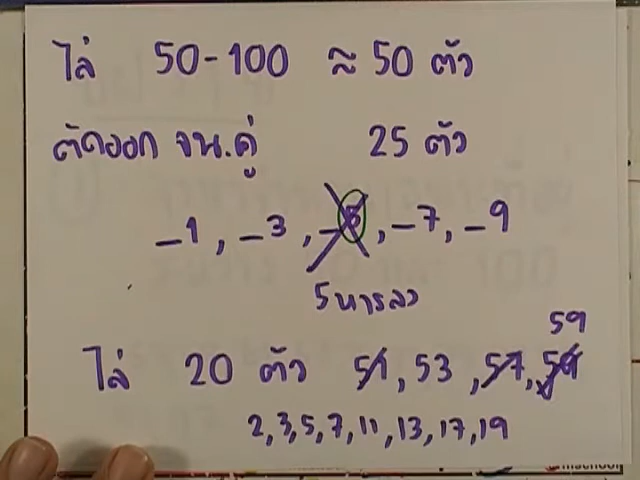 ไล่ 50-100 ≈ 50 ตัว
ตัดออก จน.คู่ 25 ตัว
_1, _3, _5, _7, _9
5 หารลง
59
ไล่ 20 ตัว 51, 53, 57,
2,3,5,7,11,13,17,19